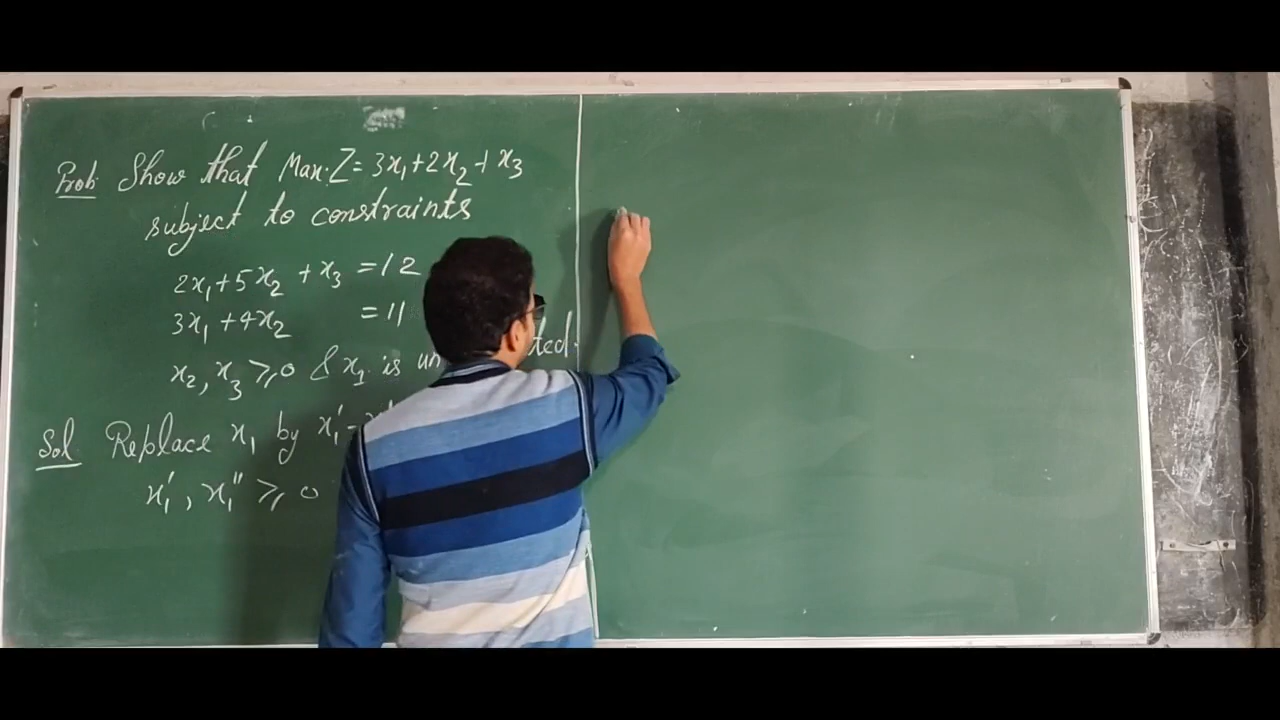 Prob: Show that Max. Z = 3x₁ + 2x₂ + x₃
subject to constraints
2x₁ + 5x₂ + x₃ = 12
3x₁ + 4x₂ = 11
x₂, x₃ ⩾ 0 & x₁ is
Sol Replace x₁ by x₁' -
x₁', x₁'' ⩾ 0